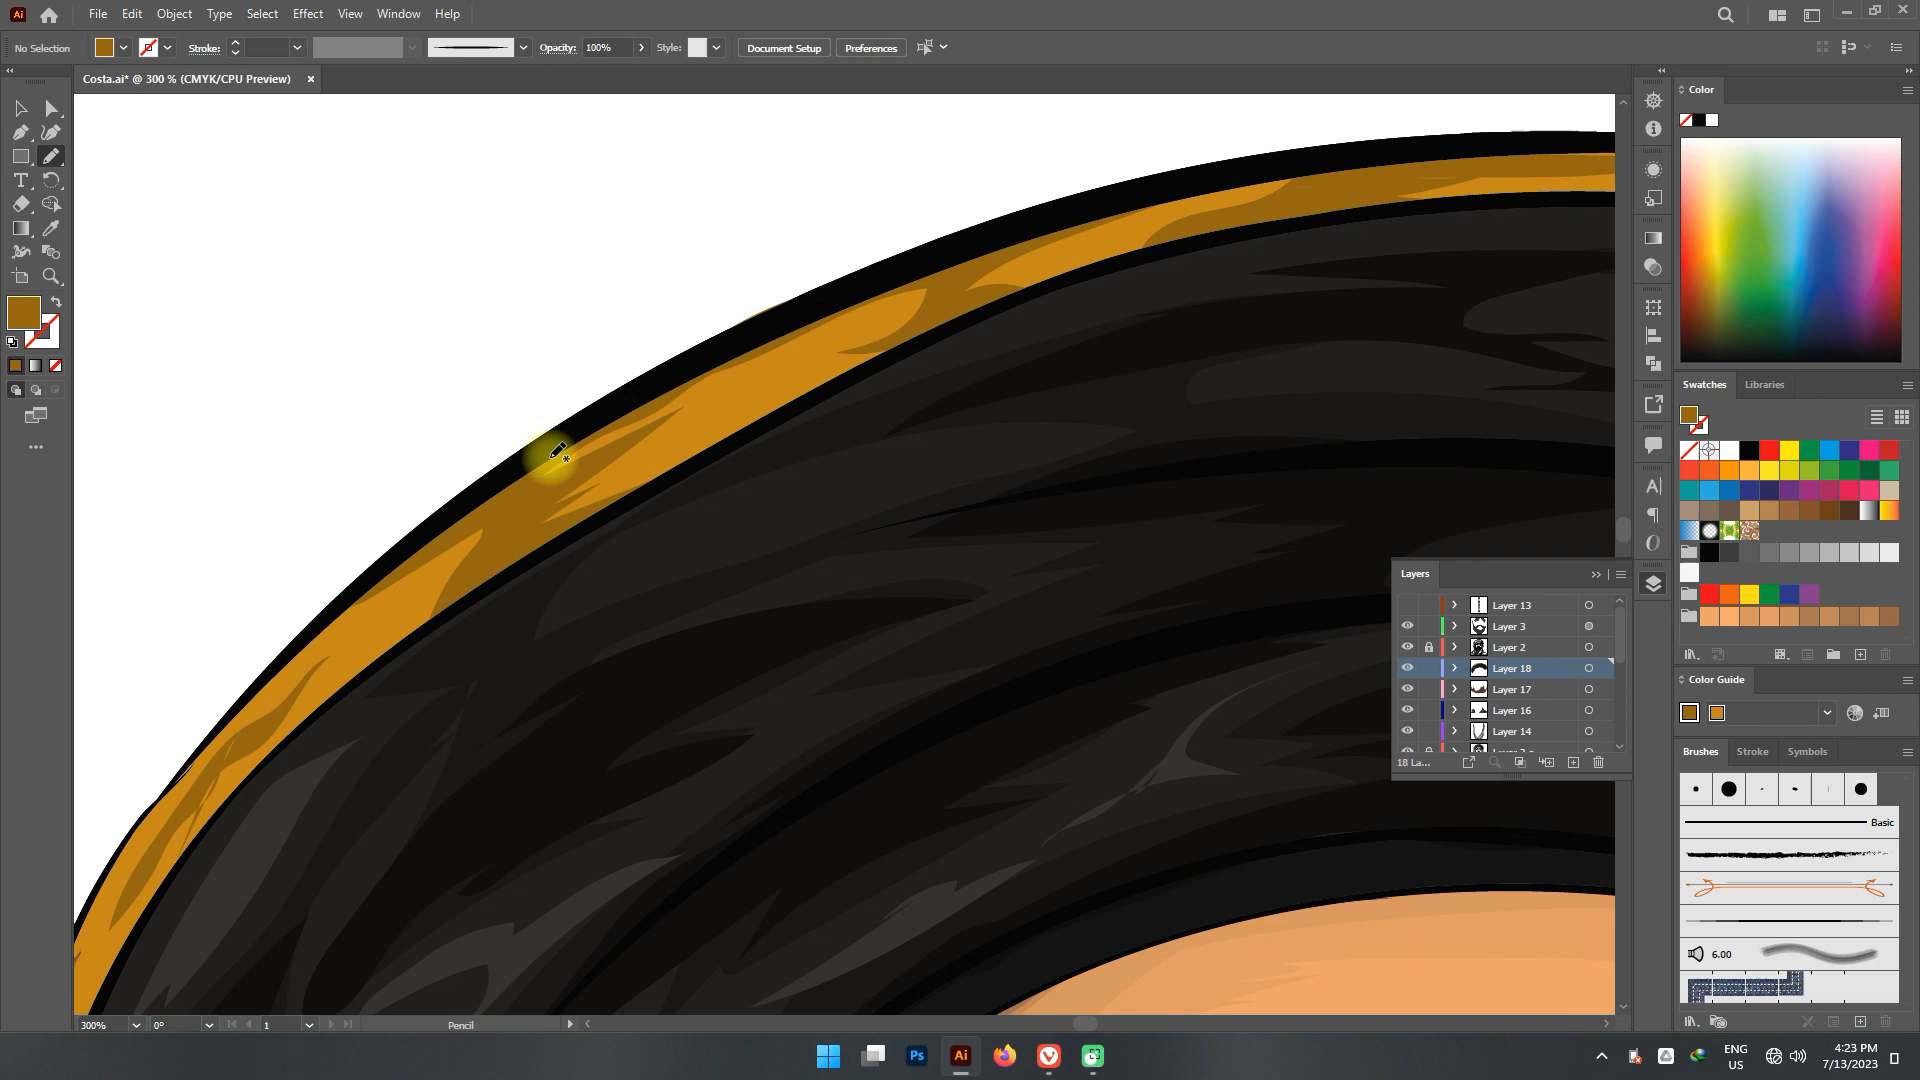 Ai
File Edit Object Type Select Effect View Window Help
No Selection Stroke: Opacity: 100% Style: Document Setup Preferences
Costa.ai* @ 300 % (CMYK/CPU Preview) ×
Color
Swatches Libraries
Layers
Layer 13
Layer 3
Layer 2
Layer 18
Layer 17
Layer 16
Layer 14
18 La...
Color Guide
Brushes Stroke Symbols
Basic
6.00
300% 0° 1 Pencil
Ps Ai
ENG
US
4:23 PM
7/13/2023